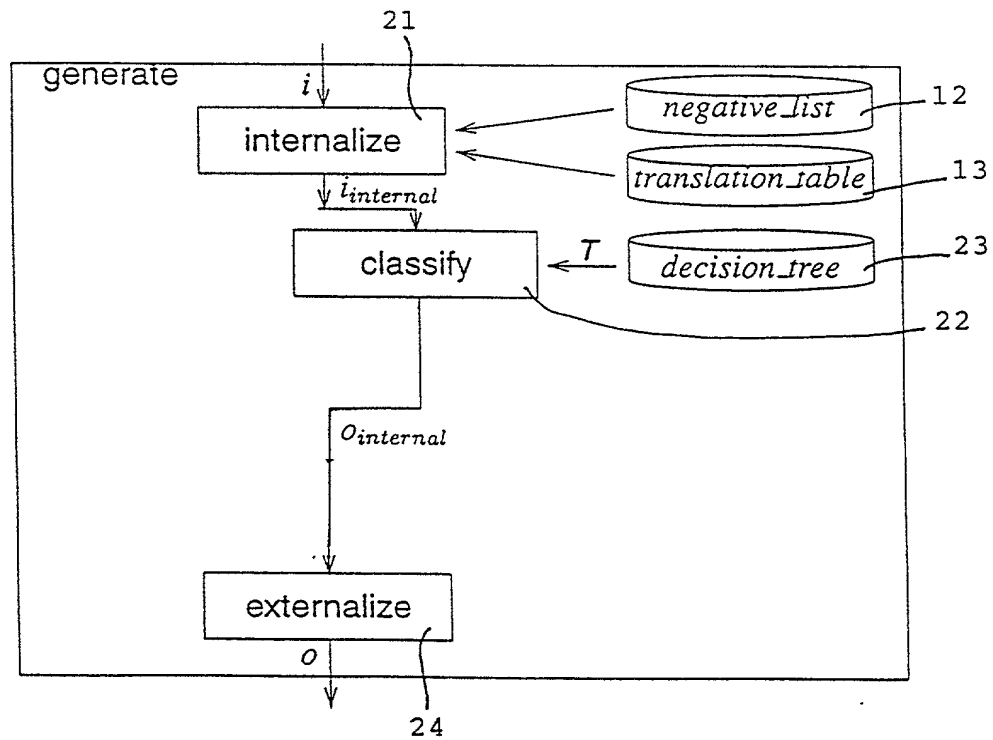 21
generate
i
negative_list
12
internalize
translation_table
13
i_internal
classify
T
decision_tree
23
22
o_internal
externalize
o
24